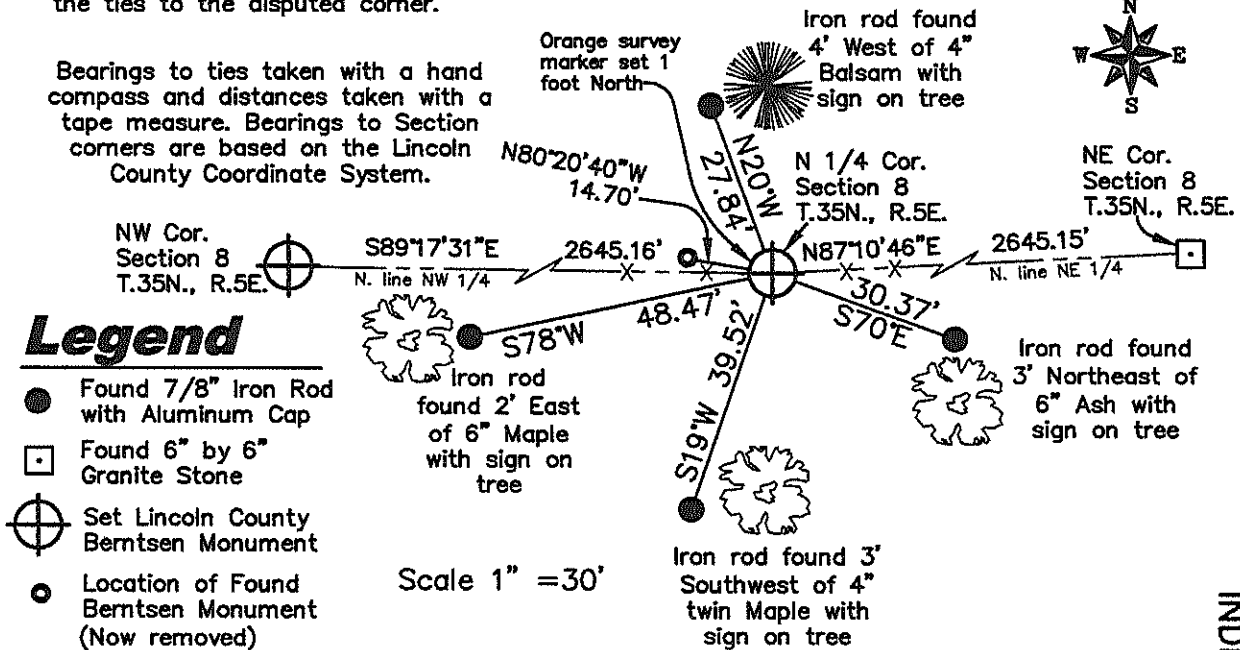 the ties to the disputed corner.
Bearings to ties taken with a hand
compass and distances taken with a
tape measure. Bearings to Section
corners are based on the Lincoln
County Coordinate System.
Orange survey
marker set 1
foot North
Iron rod found
4' West of 4"
Balsam with
sign on tree
N
W E
S
N80°20'40"W
14.70'
N20°W
27.84'
N 1/4 Cor.
Section 8
T.35N., R.5E.
NE Cor.
Section 8
T.35N., R.5E.
NW Cor.
Section 8
T.35N., R.5E.
S89°17'31"E
2645.16'
N. line NW 1/4
N87°10'46"E
2645.15'
N. line NE 1/4
48.47'
S78°W
30.37'
S70°E
39.52'
S19°W
Iron rod
found 2' East
of 6" Maple
with sign on
tree
Iron rod found
3' Northeast of
6" Ash with
sign on tree
Iron rod found 3'
Southwest of 4"
twin Maple with
sign on tree
Legend
Found 7/8" Iron Rod
with Aluminum Cap
Found 6" by 6"
Granite Stone
Set Lincoln County
Berntsen Monument
Location of Found
Berntsen Monument
(Now removed)
Scale 1" =30'